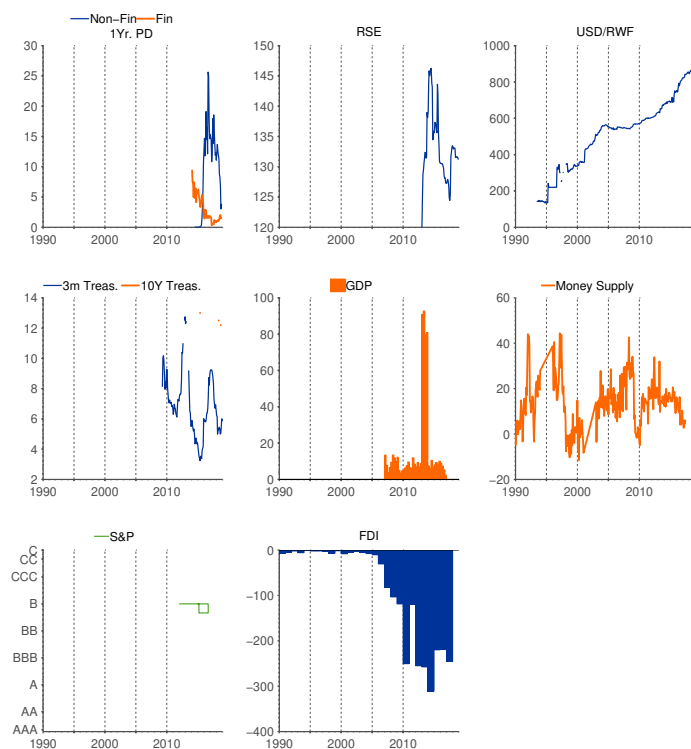 Non−Fin Fin
1Yr. PD RSE USD/RWF
30 150 1000
25 145 800
20 140 600
15 135
10 130 400
5 125 200
0 120 0
1990 2000 2010 1990 2000 2010 1990 2000 2010
3m Treas. 10Y Treas. GDP Money Supply
14 100 60
12 80 40
10 60
8 20
6 40
4 20 0
2 0 −20
1990 2000 2010 1990 2000 2010 1990 2000 2010
S&P FDI
C 0
CC
CCC −100
B
BB −200
BBB
A −300
AA
AAA −400
1990 2000 2010 1990 2000 2010